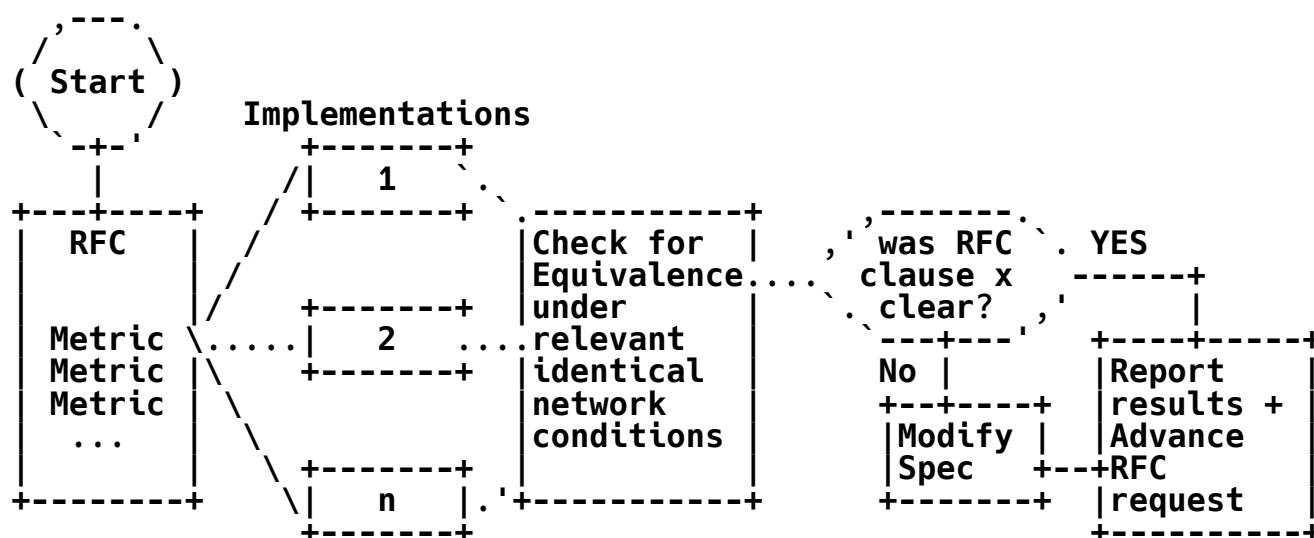 Start
Implementations
1
RFC
Metric
Metric
Metric
...
2
n
Check for
Equivalence
under
relevant
identical
network
conditions
was RFC
clause x
clear?
YES
No
Modify
Spec
Report
results +
Advance
RFC
request